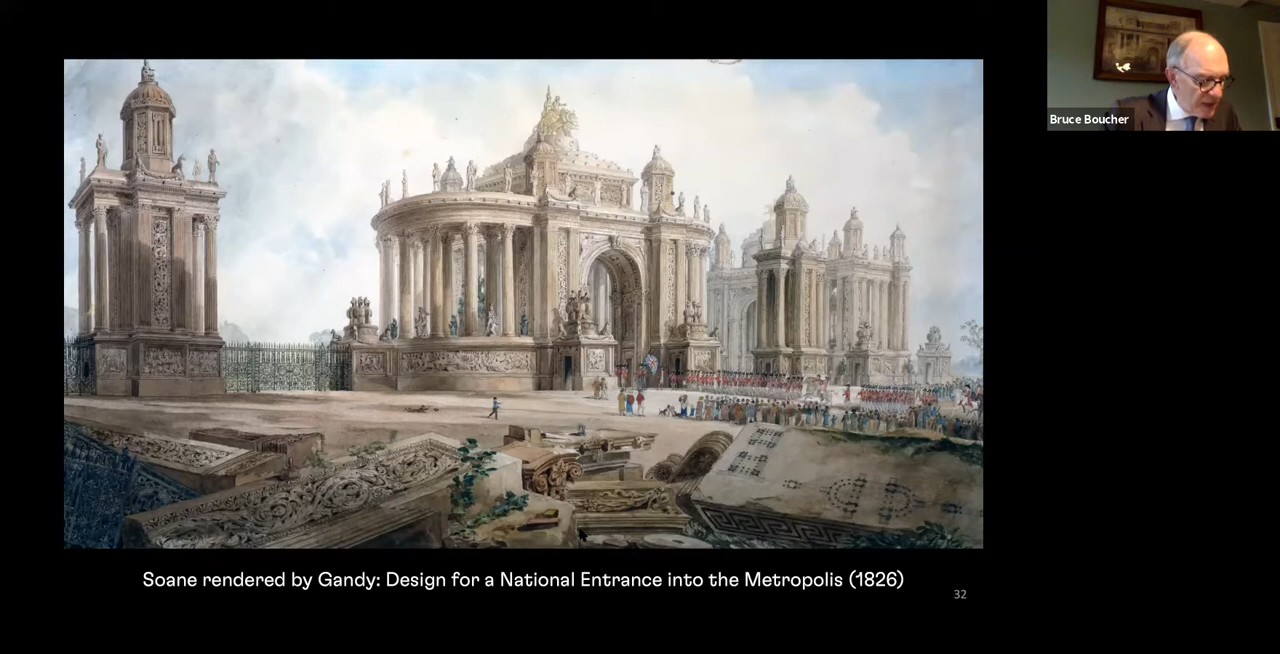 Bruce Boucher
Soane rendered by Gandy: Design for a National Entrance into the Metropolis (1826)
32